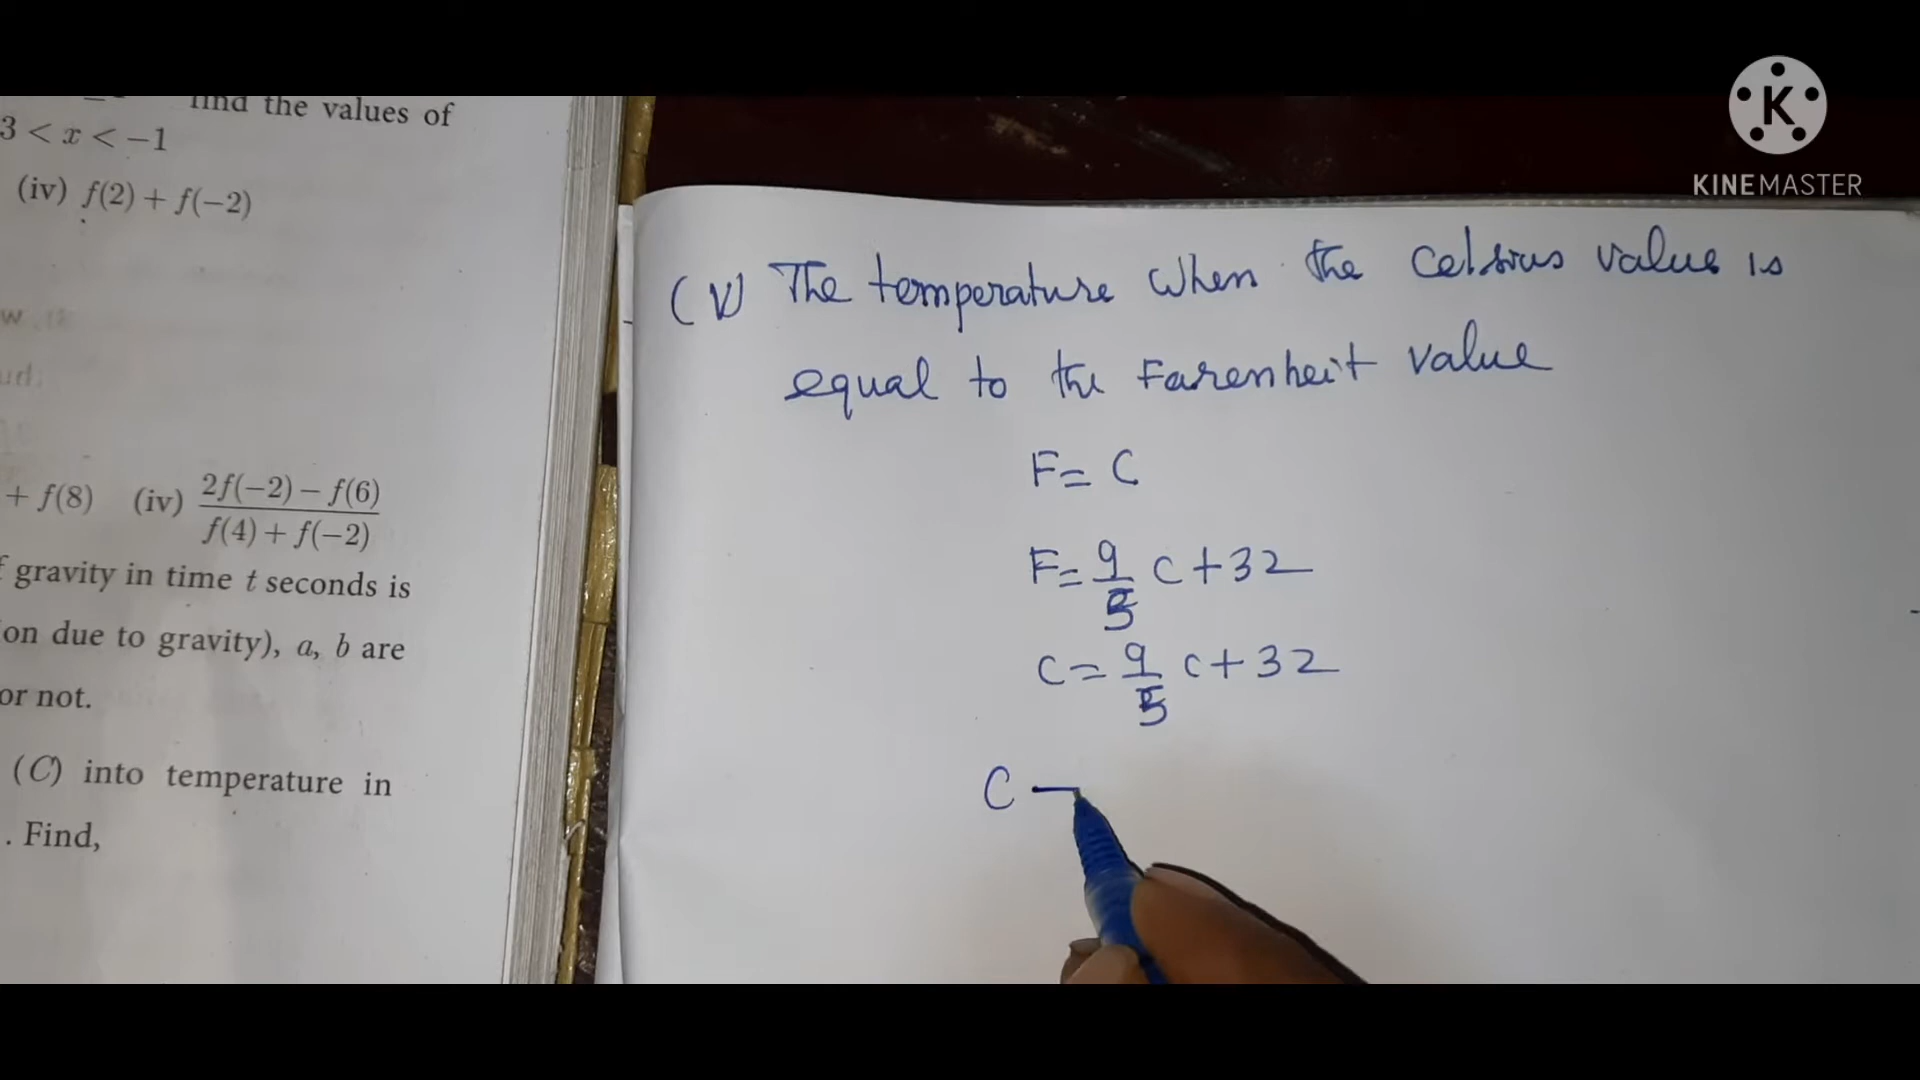 find the values of
3 < x < −1
(iv) f(2) + f(−2)
+ f(8) (iv) 2f(−2) − f(6)
f(4) + f(−2)
f gravity in time t seconds is
on due to gravity), a, b are
or not.
(C) into temperature in
. Find,
K
KINEMASTER
(V) The temperature when the Celsius value is
equal to the Farenheit value
F = C
F = 9/5 C + 32
C = 9/5 C + 32
C −